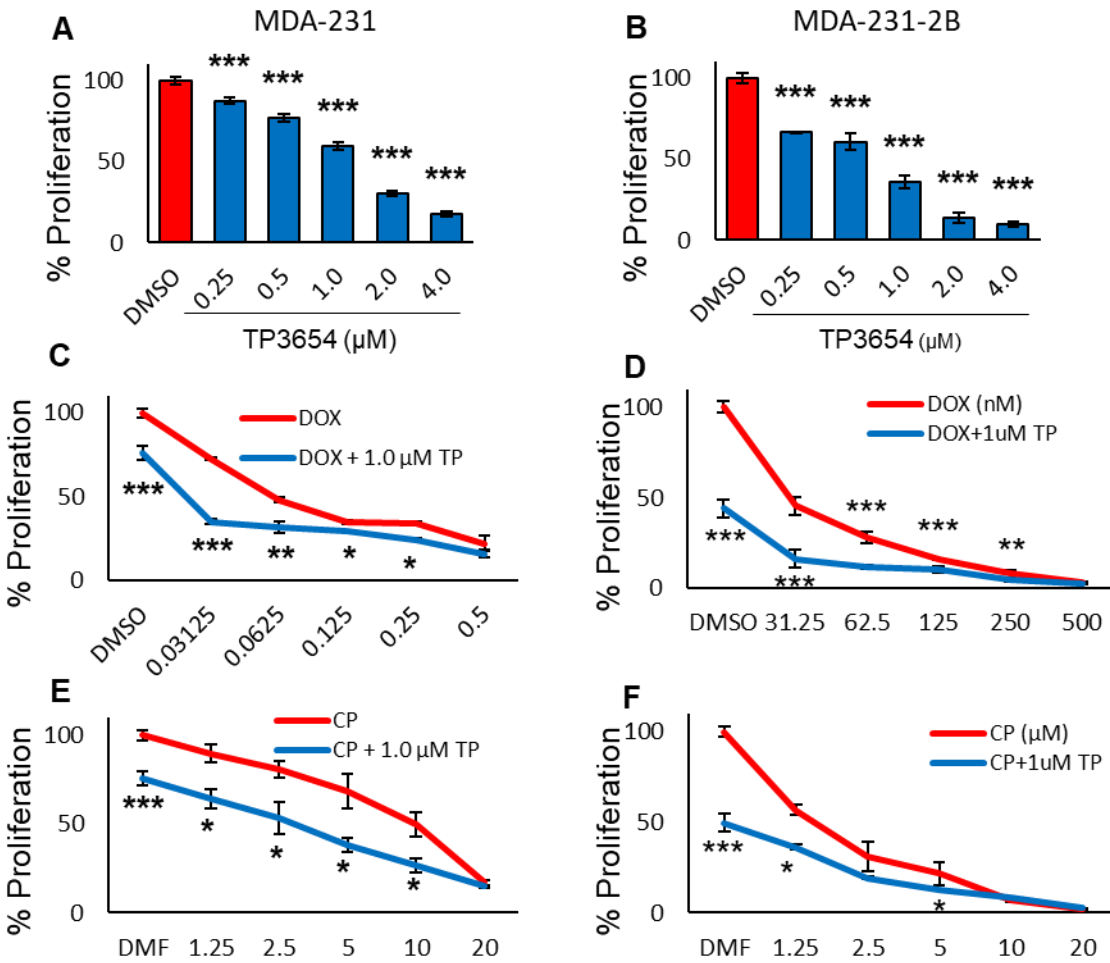 A
MDA-231
% Proliferation
100
50
0
***
***
***
***
***
DMSO
0.25
0.5
1.0
2.0
4.0
TP3654 (µM)
B
MDA-231-2B
% Proliferation
100
50
0
***
***
***
***
***
DMSO
0.25
0.5
1.0
2.0
4.0
TP3654 (µM)
C
% Proliferation
100
50
0
DOX
DOX + 1.0 µM TP
***
***
**
*
*
DMSO
0.03125
0.0625
0.125
0.25
0.5
D
% Proliferation
100
50
0
DOX (nM)
DOX+1uM TP
***
***
***
***
**
DMSO 31.25 62.5 125 250 500
E
% Proliferation
100
50
0
CP
CP + 1.0 µM TP
***
*
*
*
*
DMF 1.25 2.5 5 10 20
F
% Proliferation
100
50
0
CP (µM)
CP+1uM TP
***
*
*
DMF 1.25 2.5 5 10 20